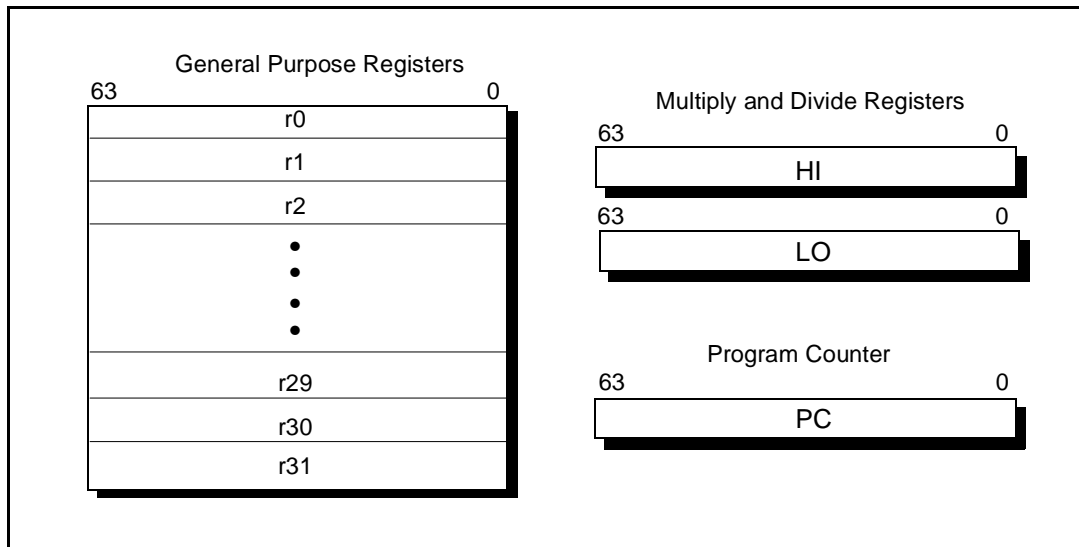 General Purpose Registers
63 0
r0
r1
r2
r29
r30
r31
Multiply and Divide Registers
63 0
HI
63 0
LO
Program Counter
63 0
PC